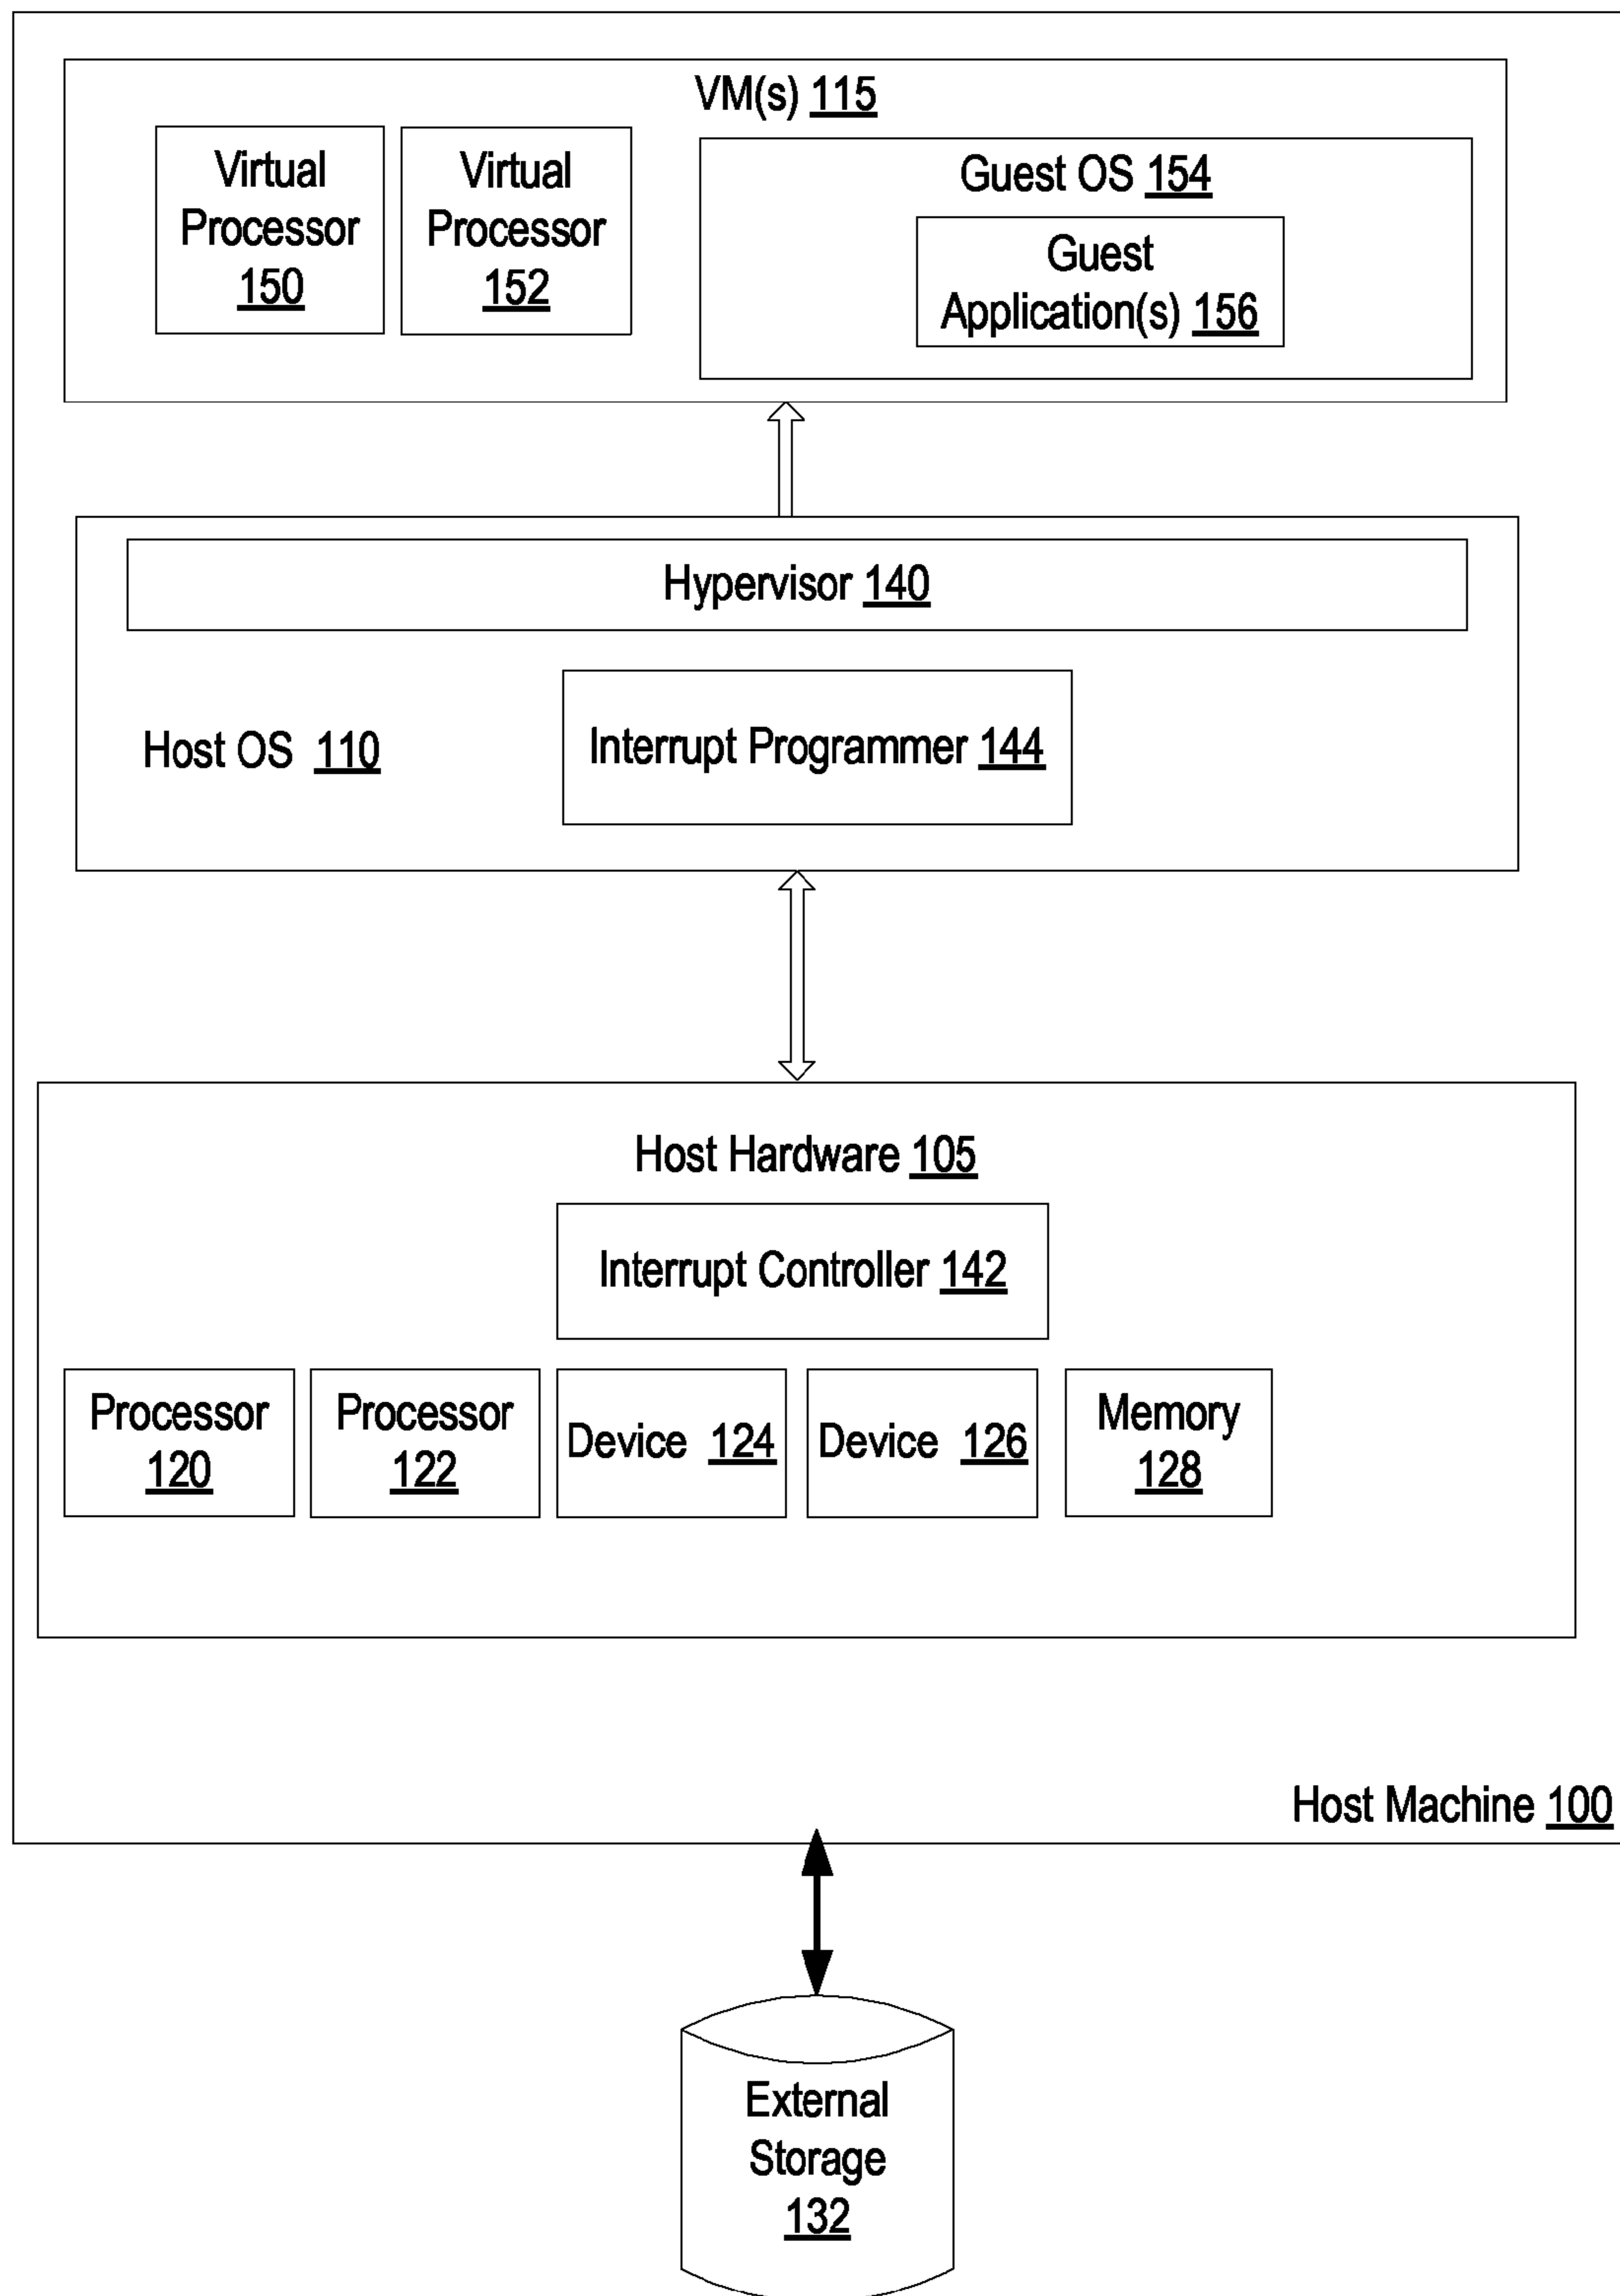 VM(s) 115
Virtual
Processor
150
Virtual
Processor
152
Guest OS 154
Guest
Application(s) 156
Hypervisor 140
Host OS 110
Interrupt Programmer 144
Host Hardware 105
Interrupt Controller 142
Processor
120
Processor
122
Device 124
Device 126
Memory
128
Host Machine 100
External
Storage
132